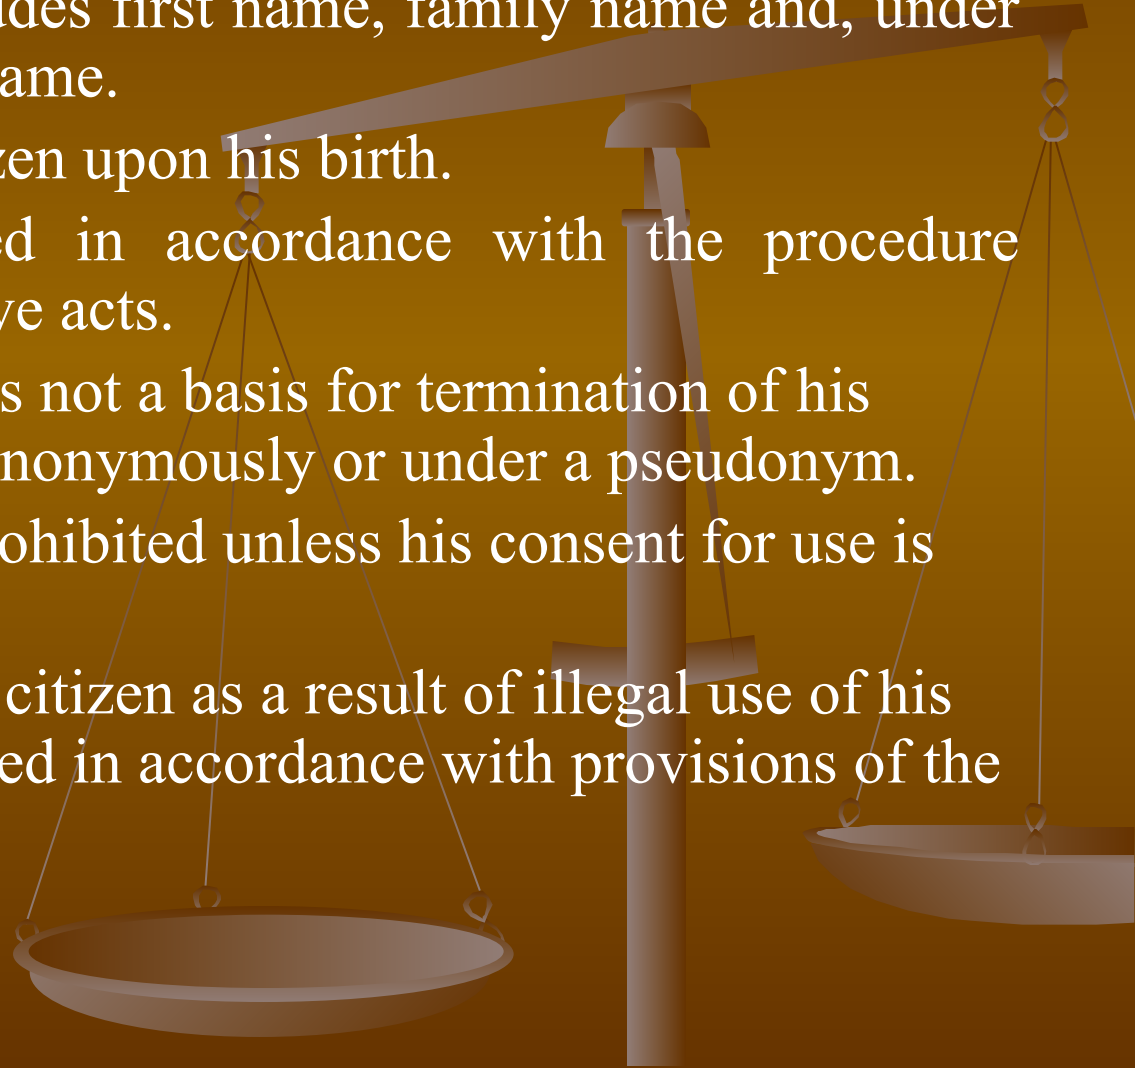 des first name, family name and, under
ame.
zen upon his birth.
ed in accordance with the procedure
ve acts.
s not a basis for termination of his
nonymously or under a pseudonym.
ohibited unless his consent for use is
citizen as a result of illegal use of his
ed in accordance with provisions of the